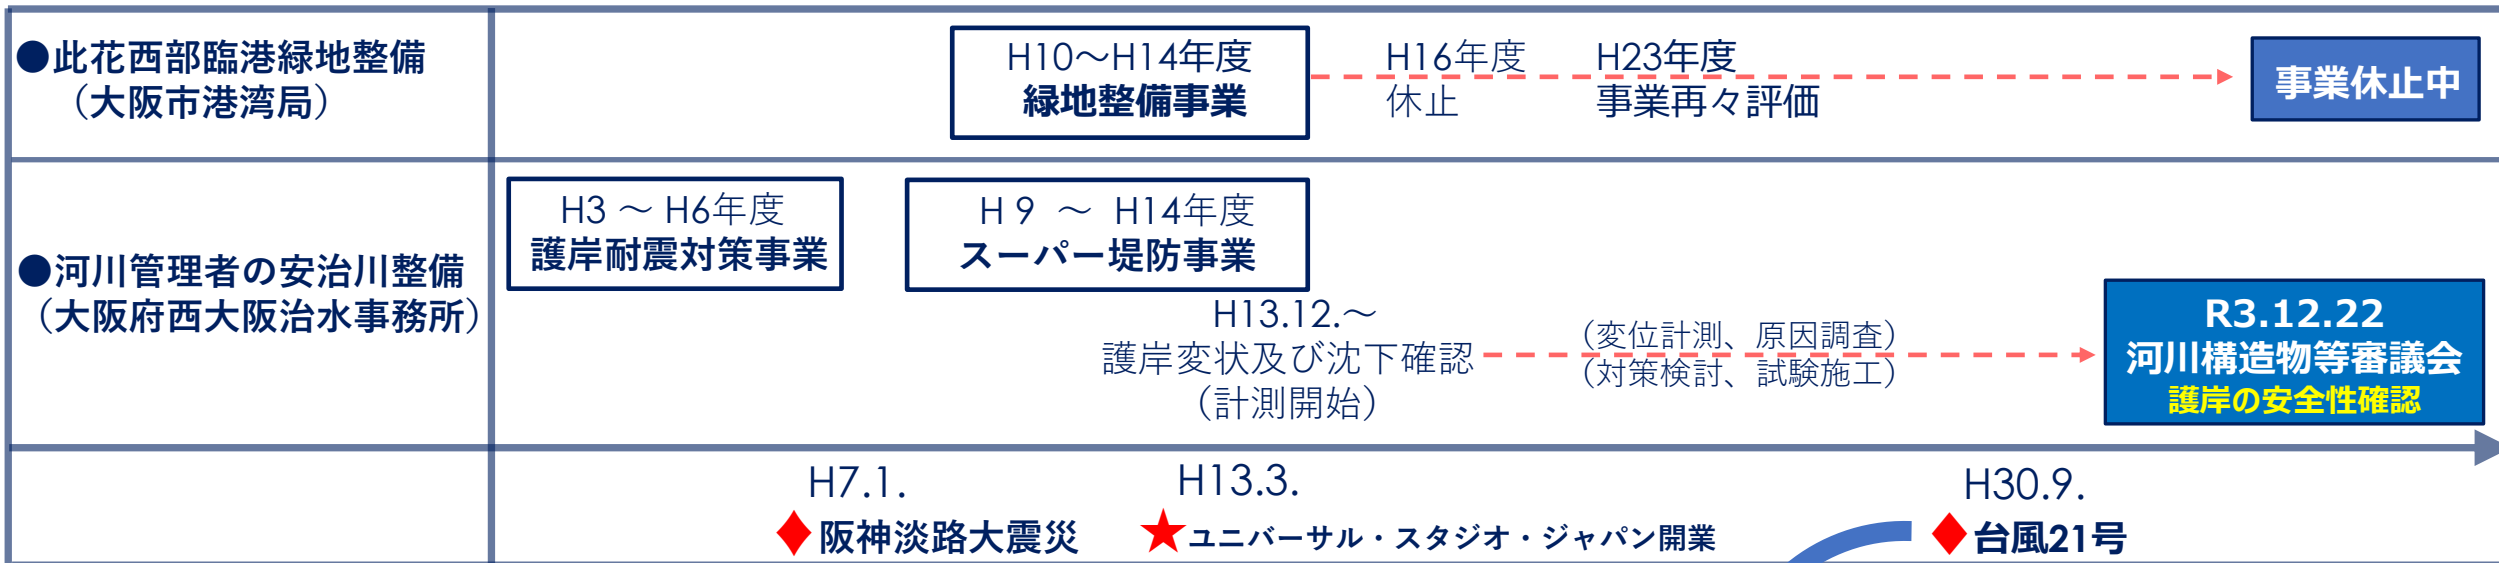 ●此花西部臨港緑地整備
（大阪市港湾局）
H10～H14年度
緑地整備事業
H16年度
休止
H23年度
事業再々評価
事業休止中
●河川管理者の安治川整備
（大阪府西大阪治水事務所）
H3 ～ H6年度
護岸耐震対策事業
H 9 ～ H14年度
スーパー堤防事業
H13.12.～
護岸変状及び沈下確認
（計測開始）
（変位計測、原因調査）
（対策検討、試験施工）
R3.12.22
河川構造物等審議会
護岸の安全性確認
H7.1.
阪神淡路大震災
H13.3.
ユニバーサル・スタジオ・ジャパン開業
H30.9.
台風21号